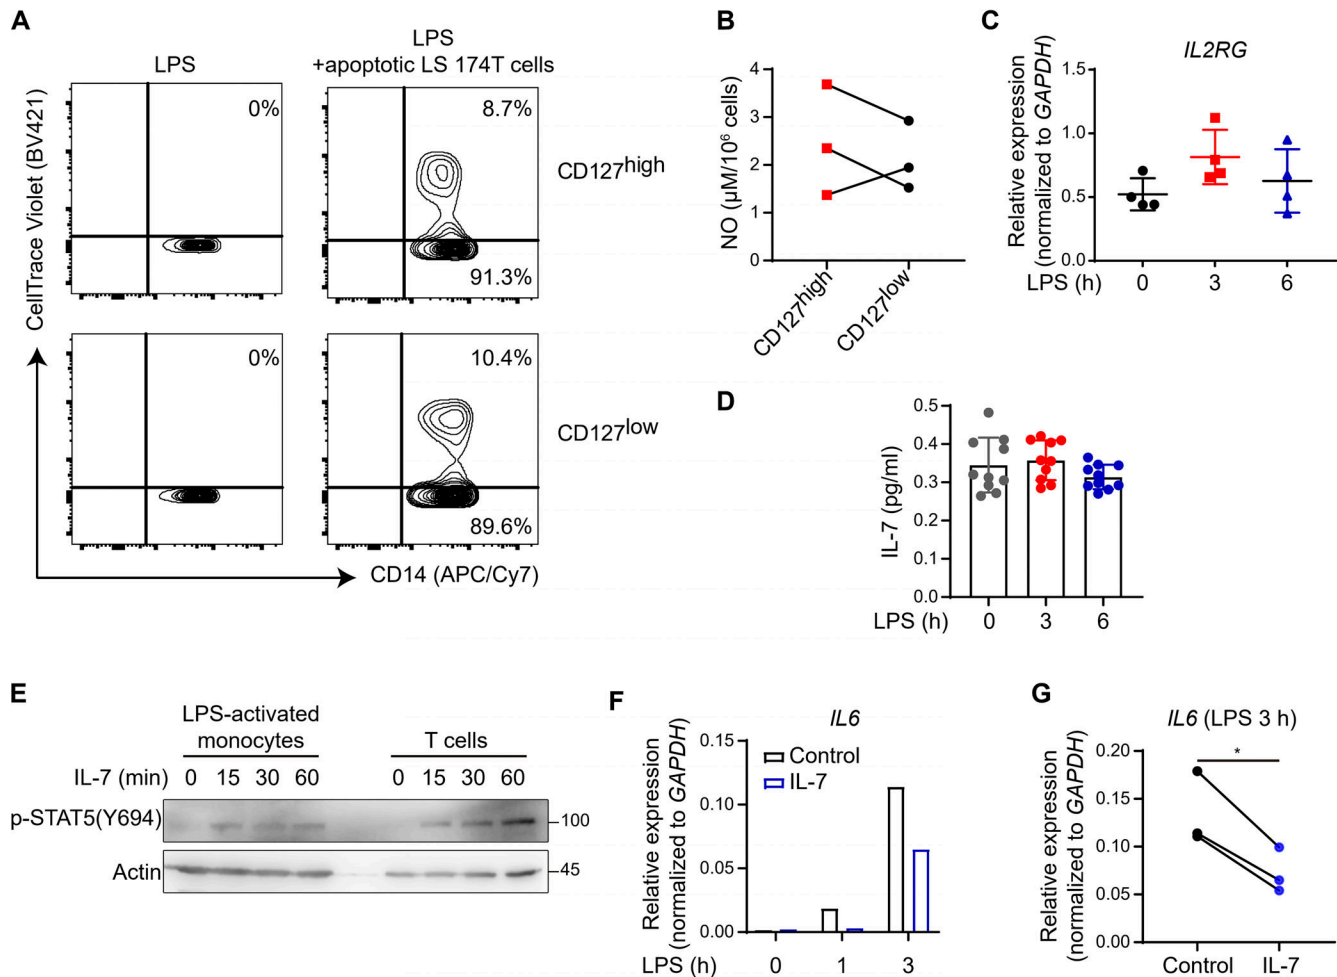 A
LPS
LPS
+apoptotic LS 174T cells
CellTrace Violet (BV421)
0%
8.7%
91.3%
CD127high
0%
10.4%
89.6%
CD127low
CD14 (APC/Cy7)
B
NO (µM/10⁶ cells)
4
3
2
1
0
CD127high
CD127low
C
IL2RG
Relative expression
(normalized to GAPDH)
1.5
1.0
0.5
0.0
LPS (h) 0 3 6
D
IL-7 (pg/ml)
0.5
0.4
0.3
0.2
0.1
0.0
LPS (h) 0 3 6
E
LPS-activated
monocytes
T cells
IL-7 (min) 0 15 30 60 0 15 30 60
p-STAT5(Y694)
100
Actin
45
F
IL6
Relative expression
(normalized to GAPDH)
0.15
0.10
0.05
0.00
Control
IL-7
LPS (h) 0 1 3
G
IL6 (LPS 3 h)
*
Relative expression
(normalized to GAPDH)
0.20
0.15
0.10
0.05
0.00
Control IL-7